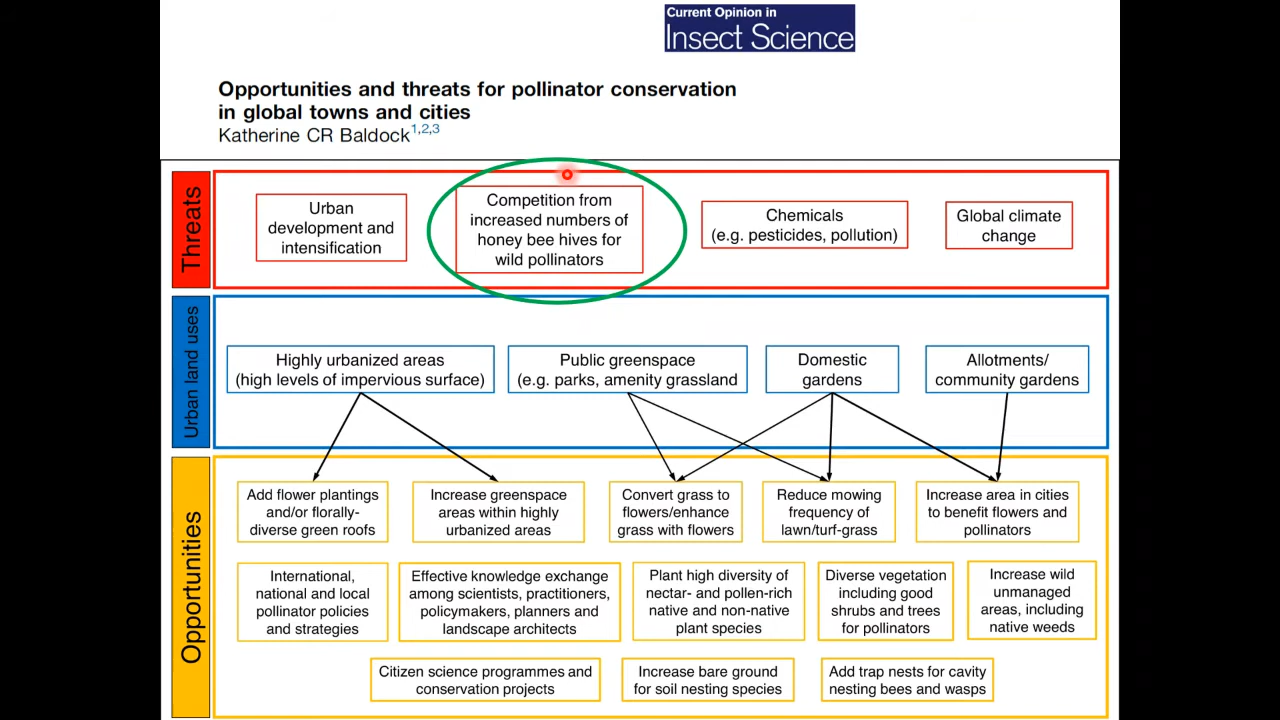 Current Opinion in
Insect Science
Opportunities and threats for pollinator conservation
in global towns and cities
Katherine CR Baldock1,2,3
Threats
Urban
development and
intensification
Competition from
increased numbers of
honey bee hives for
wild pollinators
Chemicals
(e.g. pesticides, pollution)
Global climate
change
Urban land uses
Highly urbanized areas
(high levels of impervious surface)
Public greenspace
(e.g. parks, amenity grassland
Domestic
gardens
Allotments/
community gardens
Opportunities
Add flower plantings
and/or florally-
diverse green roofs
Increase greenspace
areas within highly
urbanized areas
Convert grass to
flowers/enhance
grass with flowers
Reduce mowing
frequency of
lawn/turf-grass
Increase area in cities
to benefit flowers and
pollinators
International,
national and local
pollinator policies
and strategies
Effective knowledge exchange
among scientists, practitioners,
policymakers, planners and
landscape architects
Plant high diversity of
nectar- and pollen-rich
native and non-native
plant species
Diverse vegetation
including good
shrubs and trees
for pollinators
Increase wild
unmanaged
areas, including
native weeds
Citizen science programmes and
conservation projects
Increase bare ground
for soil nesting species
Add trap nests for cavity
nesting bees and wasps